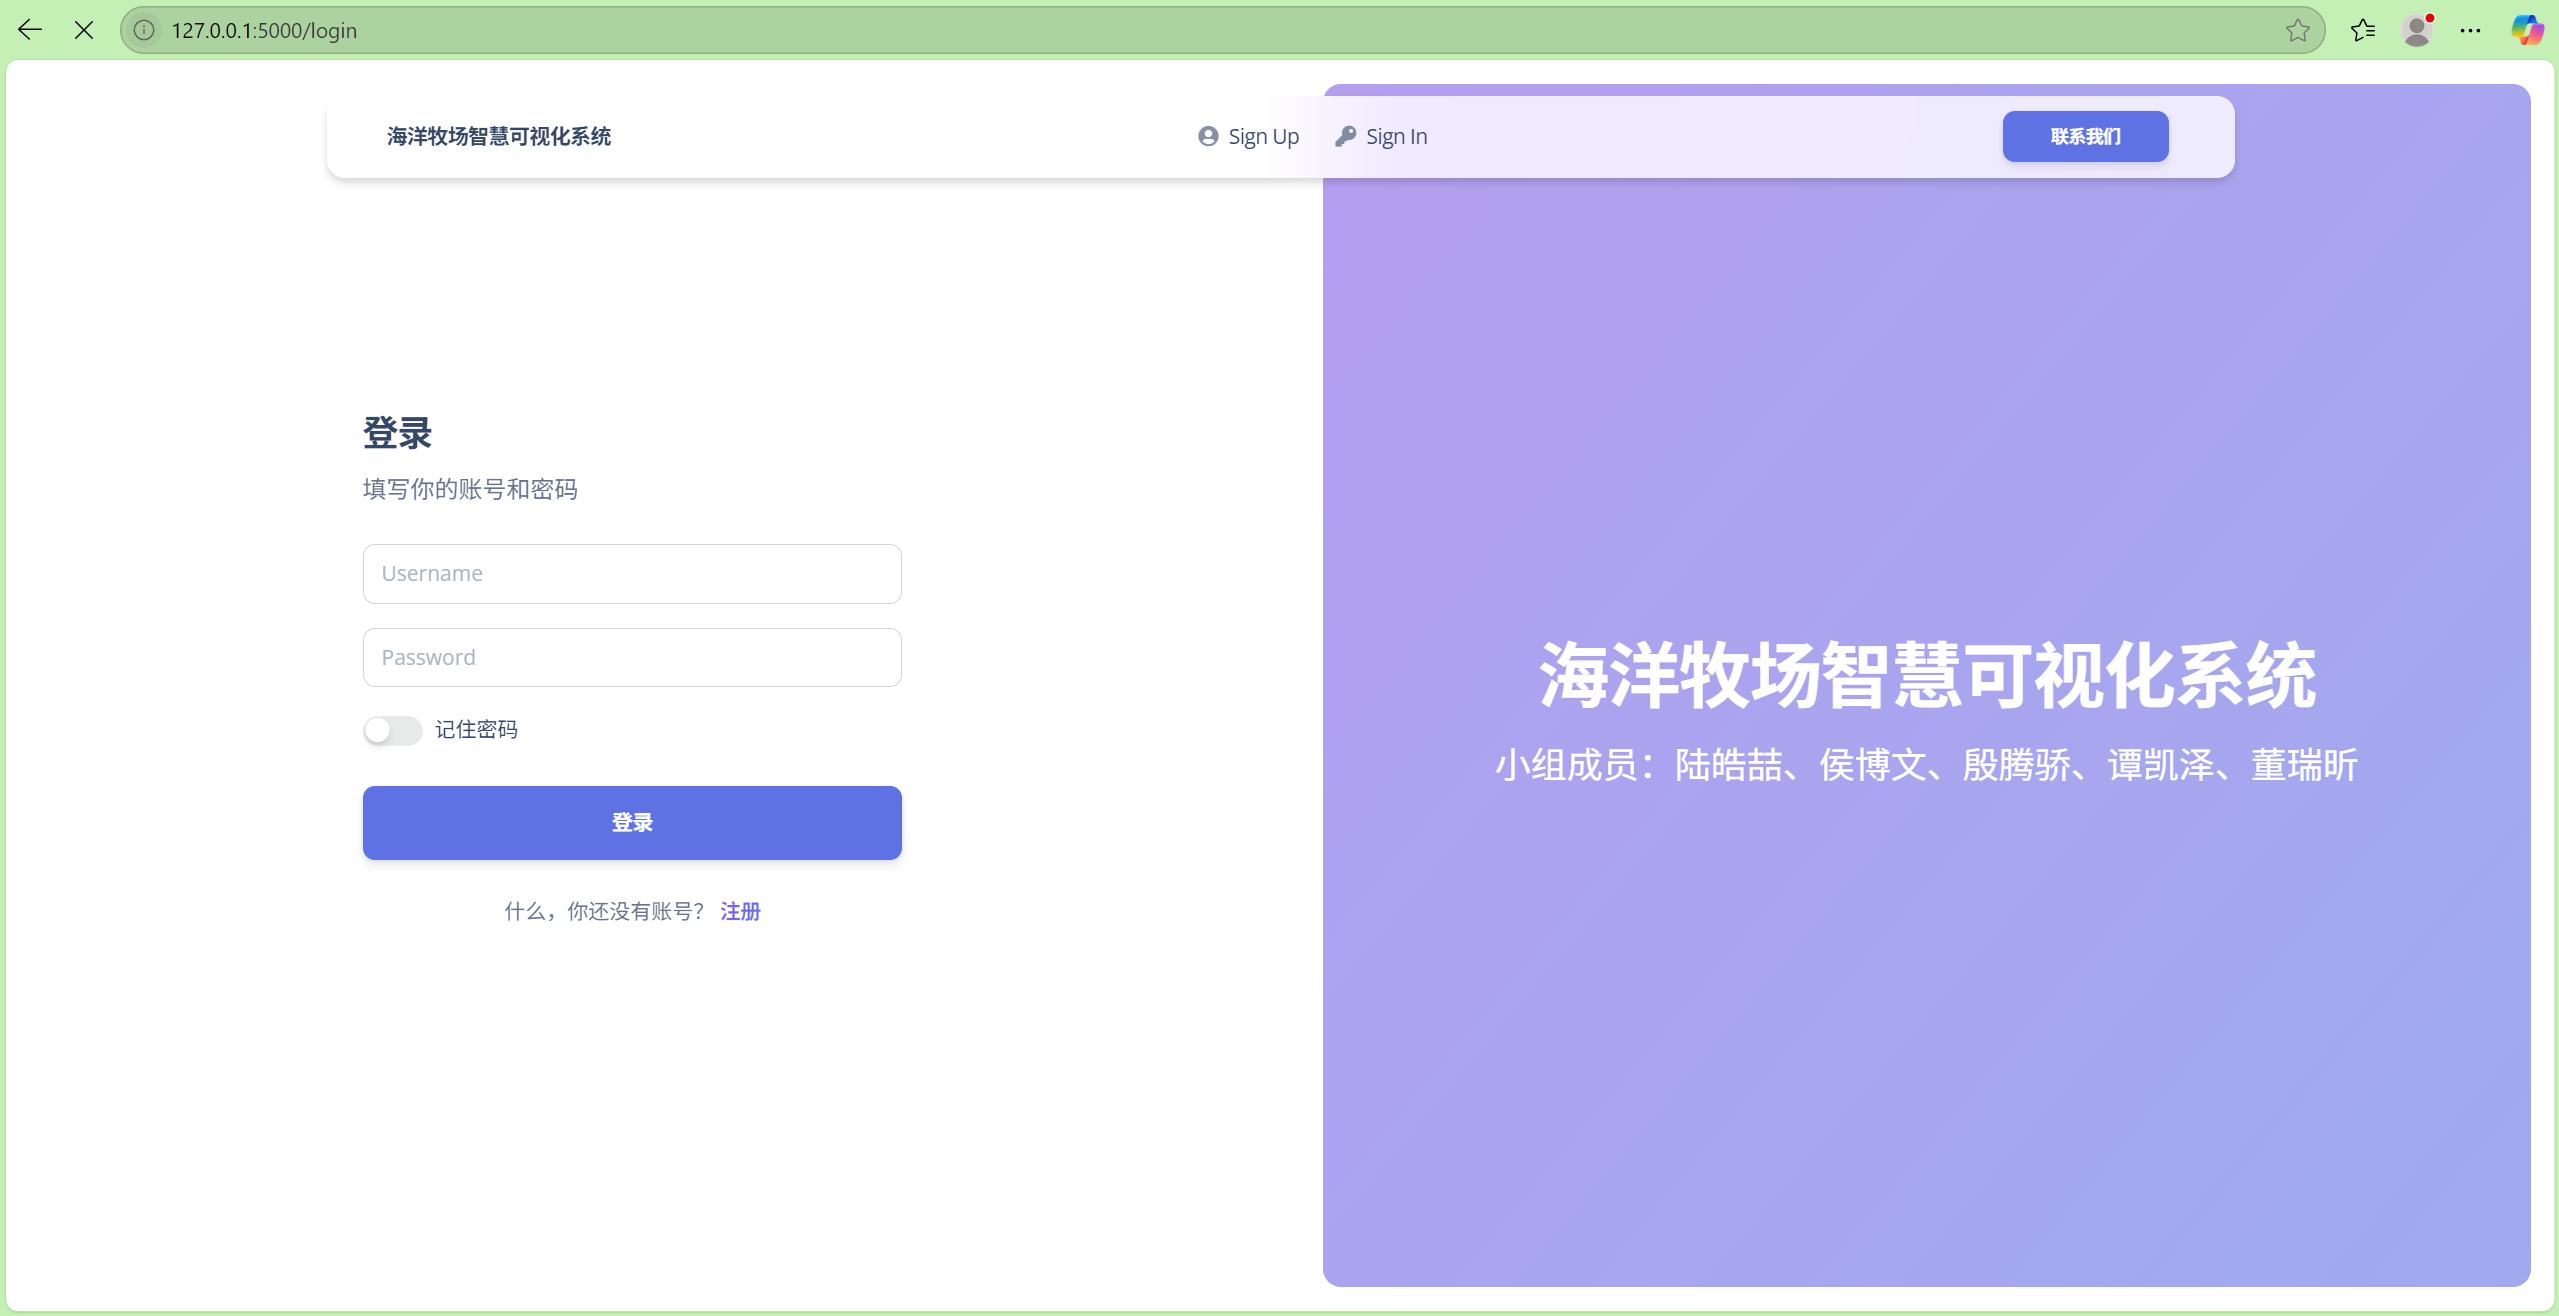 127.0.0.1:5000/login
海洋牧场智慧可视化系统
Sign Up
Sign In
联系我们
登录
填写你的账号和密码
Username
Password
记住密码
登录
什么，你还没有账号？ 注册
海洋牧场智慧可视化系统
小组成员：陆皓喆、侯博文、殷腾骄、谭凯泽、董瑞昕